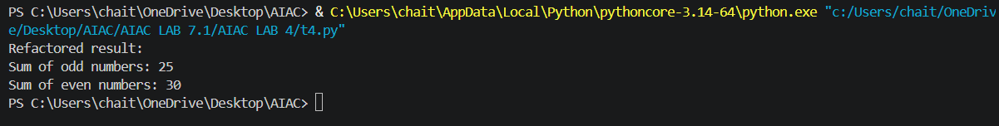 PS C:\Users\chait\OneDrive\Desktop\AIAC> & C:\Users\chait\AppData\Local\Python\pythoncore-3.14-64\python.exe "c:/Users/chait/OneDriv
e/Desktop/AIAC/AIAC LAB 7.1/AIAC LAB 4/t4.py"
Refactored result:
Sum of odd numbers: 25
Sum of even numbers: 30
PS C:\Users\chait\OneDrive\Desktop\AIAC>